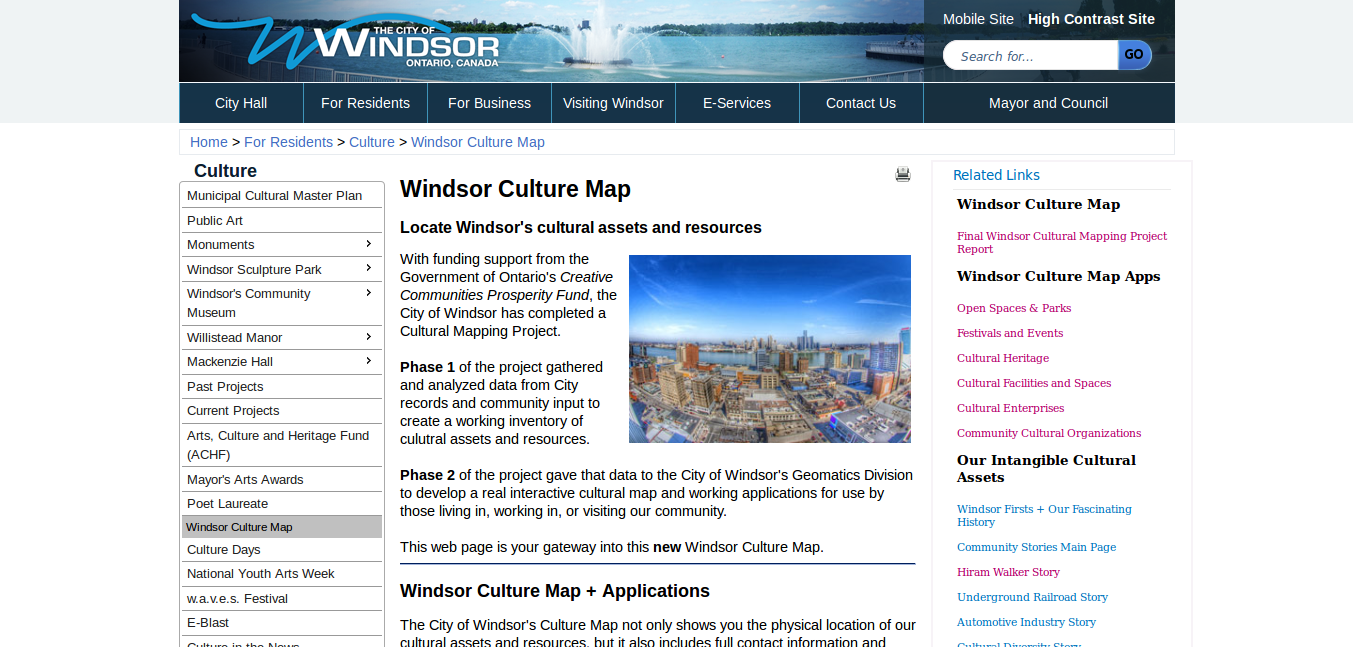 THE CITY OF
WINDSOR
ONTARIO, CANADA
Mobile Site High Contrast Site
Search for... GO
City Hall For Residents For Business Visiting Windsor E-Services Contact Us Mayor and Council
Home > For Residents > Culture > Windsor Culture Map
Culture
Municipal Cultural Master Plan
Public Art
Monuments
Windsor Sculpture Park
Windsor's Community
Museum
Willistead Manor
Mackenzie Hall
Past Projects
Current Projects
Arts, Culture and Heritage Fund
(ACHF)
Mayor's Arts Awards
Poet Laureate
Windsor Culture Map
Culture Days
National Youth Arts Week
w.a.v.e.s. Festival
E-Blast
Culture in the News
Windsor Culture Map
Locate Windsor's cultural assets and resources
With funding support from the
Government of Ontario's Creative
Communities Prosperity Fund, the
City of Windsor has completed a
Cultural Mapping Project.
Phase 1 of the project gathered
and analyzed data from City
records and community input to
create a working inventory of
culutral assets and resources.
Phase 2 of the project gave that data to the City of Windsor's Geomatics Division
to develop a real interactive cultural map and working applications for use by
those living in, working in, or visiting our community.
This web page is your gateway into this new Windsor Culture Map.
Windsor Culture Map + Applications
The City of Windsor's Culture Map not only shows you the physical location of our
cultural assets and resources, but it also includes full contact information and
Related Links
Windsor Culture Map
Final Windsor Cultural Mapping Project
Report
Windsor Culture Map Apps
Open Spaces & Parks
Festivals and Events
Cultural Heritage
Cultural Facilities and Spaces
Cultural Enterprises
Community Cultural Organizations
Our Intangible Cultural
Assets
Windsor Firsts + Our Fascinating
History
Community Stories Main Page
Hiram Walker Story
Underground Railroad Story
Automotive Industry Story
Cultural Diversity Story